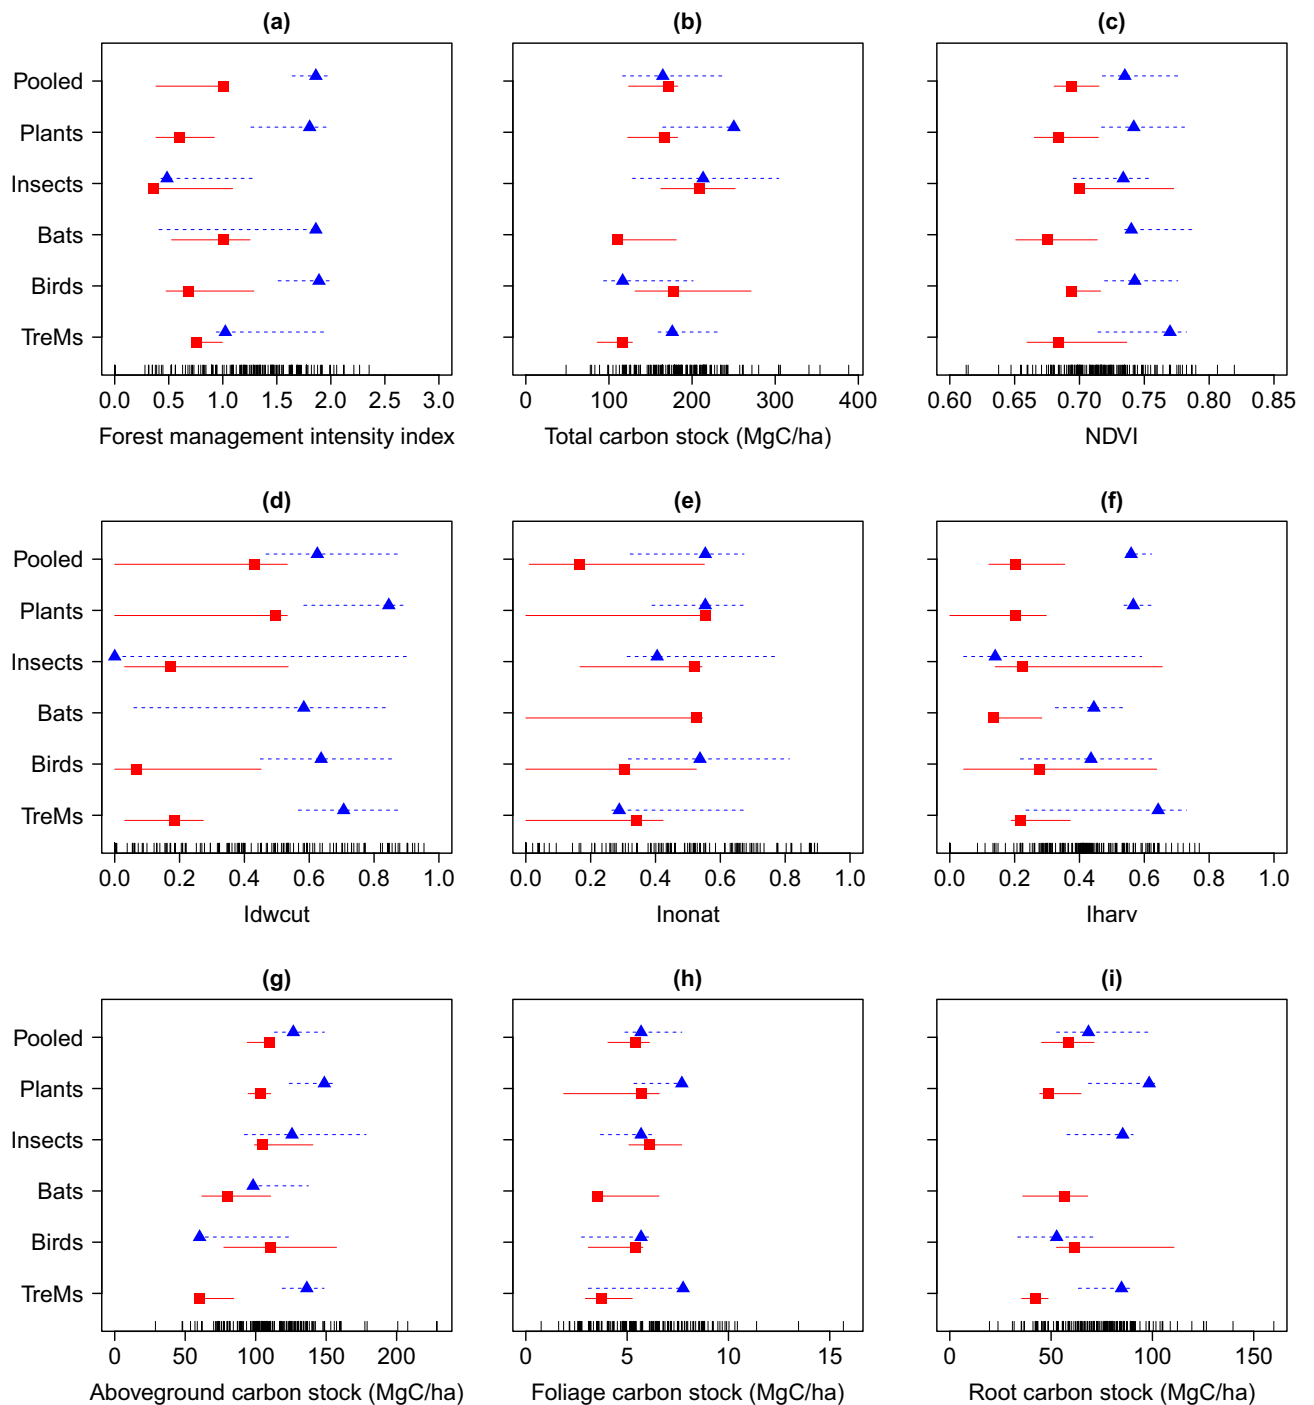 (a) (b) (c)
Pooled
Plants
Insects
Bats
Birds
TreMs
0.0 0.5 1.0 1.5 2.0 2.5 3.0 0 100 200 300 400 0.60 0.65 0.70 0.75 0.80 0.85
Forest management intensity index Total carbon stock (MgC/ha) NDVI
(d) (e) (f)
Pooled
Plants
Insects
Bats
Birds
TreMs
0.0 0.2 0.4 0.6 0.8 1.0 0.0 0.2 0.4 0.6 0.8 1.0 0.0 0.2 0.4 0.6 0.8 1.0
Idwcut Inonat Iharv
(g) (h) (i)
Pooled
Plants
Insects
Bats
Birds
TreMs
0 50 100 150 200 0 5 10 15 0 50 100 150
Aboveground carbon stock (MgC/ha) Foliage carbon stock (MgC/ha) Root carbon stock (MgC/ha)